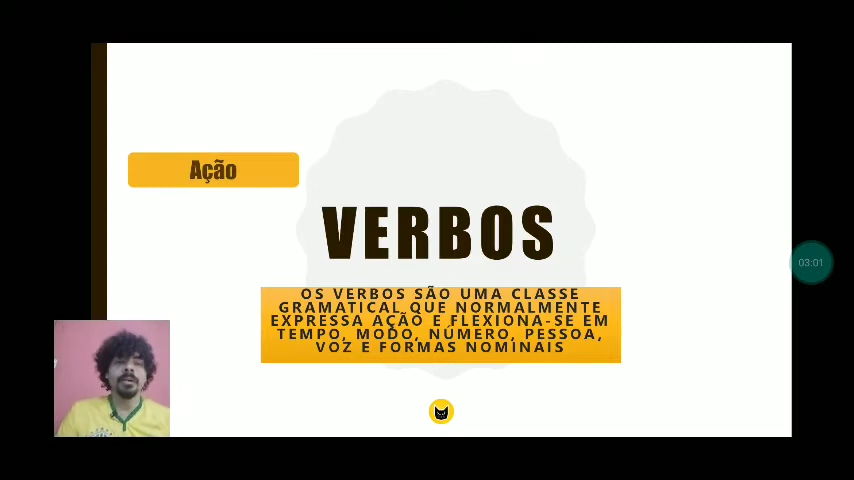 Ação
VERBOS
OS VERBOS SÃO UMA CLASSE
GRAMATICAL QUE NORMALMENTE
EXPRESSA AÇÃO E FLEXIONA-SE EM
TEMPO, MODO, NÚMERO, PESSOA,
VOZ E FORMAS NOMINAIS
03:01